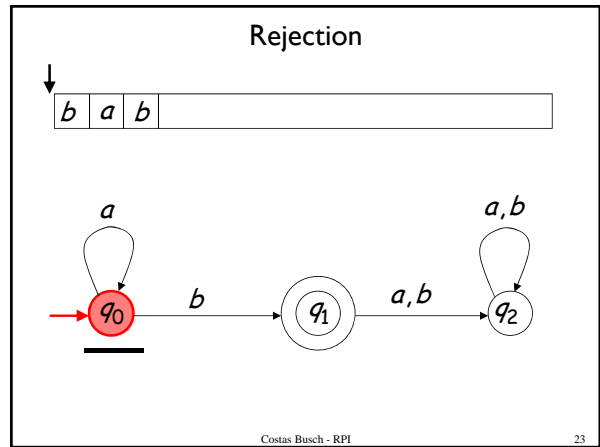 Rejection
b a b
a
a,b
q0 b q1 a,b q2
Costas Busch - RPI 23